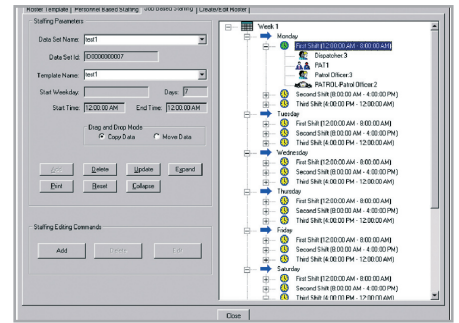 Roster Template Personnel Based Staffing Job Based Staffing Create/Edit Roster
Staffing Parameters
Data Set Name: test1
Data Set Id: ID0000000007
Template Name: test1
Start Weekday: Days: 7
Start Time: 12:00:00 AM End Time: 12:00:00 AM
Drag and Drop Mode
Copy Data Move Data
Delete Update Expand
Print Reset Collapse
Staffing Editing Commands
Add Delete Edit
Week 1
Monday
First Shift (12:00:00 AM - 8:00:00 AM)
Dispatcher:3
PAT1
Patrol Officer:3
PATROL-Patrol Officer:2
Second Shift (8:00:00 AM - 4:00:00 PM)
Third Shift (4:00:00 PM - 12:00:00 AM)
Tuesday
First Shift (12:00:00 AM - 8:00:00 AM)
Second Shift (8:00:00 AM - 4:00:00 PM)
Third Shift (4:00:00 PM - 12:00:00 AM)
Wednesday
First Shift (12:00:00 AM - 8:00:00 AM)
Second Shift (8:00:00 AM - 4:00:00 PM)
Third Shift (4:00:00 PM - 12:00:00 AM)
Thursday
First Shift (12:00:00 AM - 8:00:00 AM)
Second Shift (8:00:00 AM - 4:00:00 PM)
Third Shift (4:00:00 PM - 12:00:00 AM)
Friday
First Shift (12:00:00 AM - 8:00:00 AM)
Second Shift (8:00:00 AM - 4:00:00 PM)
Third Shift (4:00:00 PM - 12:00:00 AM)
Saturday
First Shift (12:00:00 AM - 8:00:00 AM)
Second Shift (8:00:00 AM - 4:00:00 PM)
Third Shift (4:00:00 PM - 12:00:00 AM)
Close